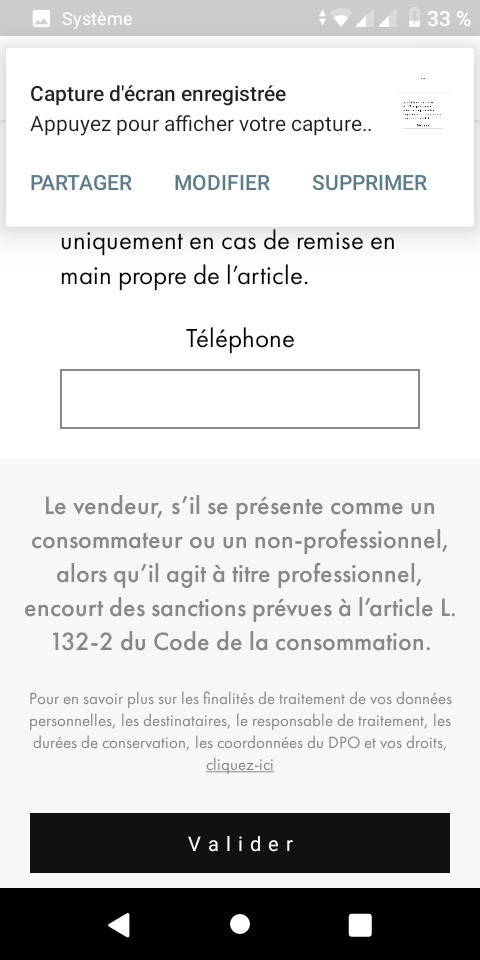 Système
33 %
Capture d'écran enregistrée
Appuyez pour afficher votre capture..
PARTAGER MODIFIER SUPPRIMER
uniquement en cas de remise en
main propre de l’article.
Téléphone
Le vendeur, s’il se présente comme un
consommateur ou un non-professionnel,
alors qu’il agit à titre professionnel,
encourt des sanctions prévues à l’article L.
132-2 du Code de la consommation.
Pour en savoir plus sur les finalités de traitement de vos données
personnelles, les destinataires, le responsable de traitement, les
durées de conservation, les coordonnées du DPO et vos droits,
cliquez-ici
Valider